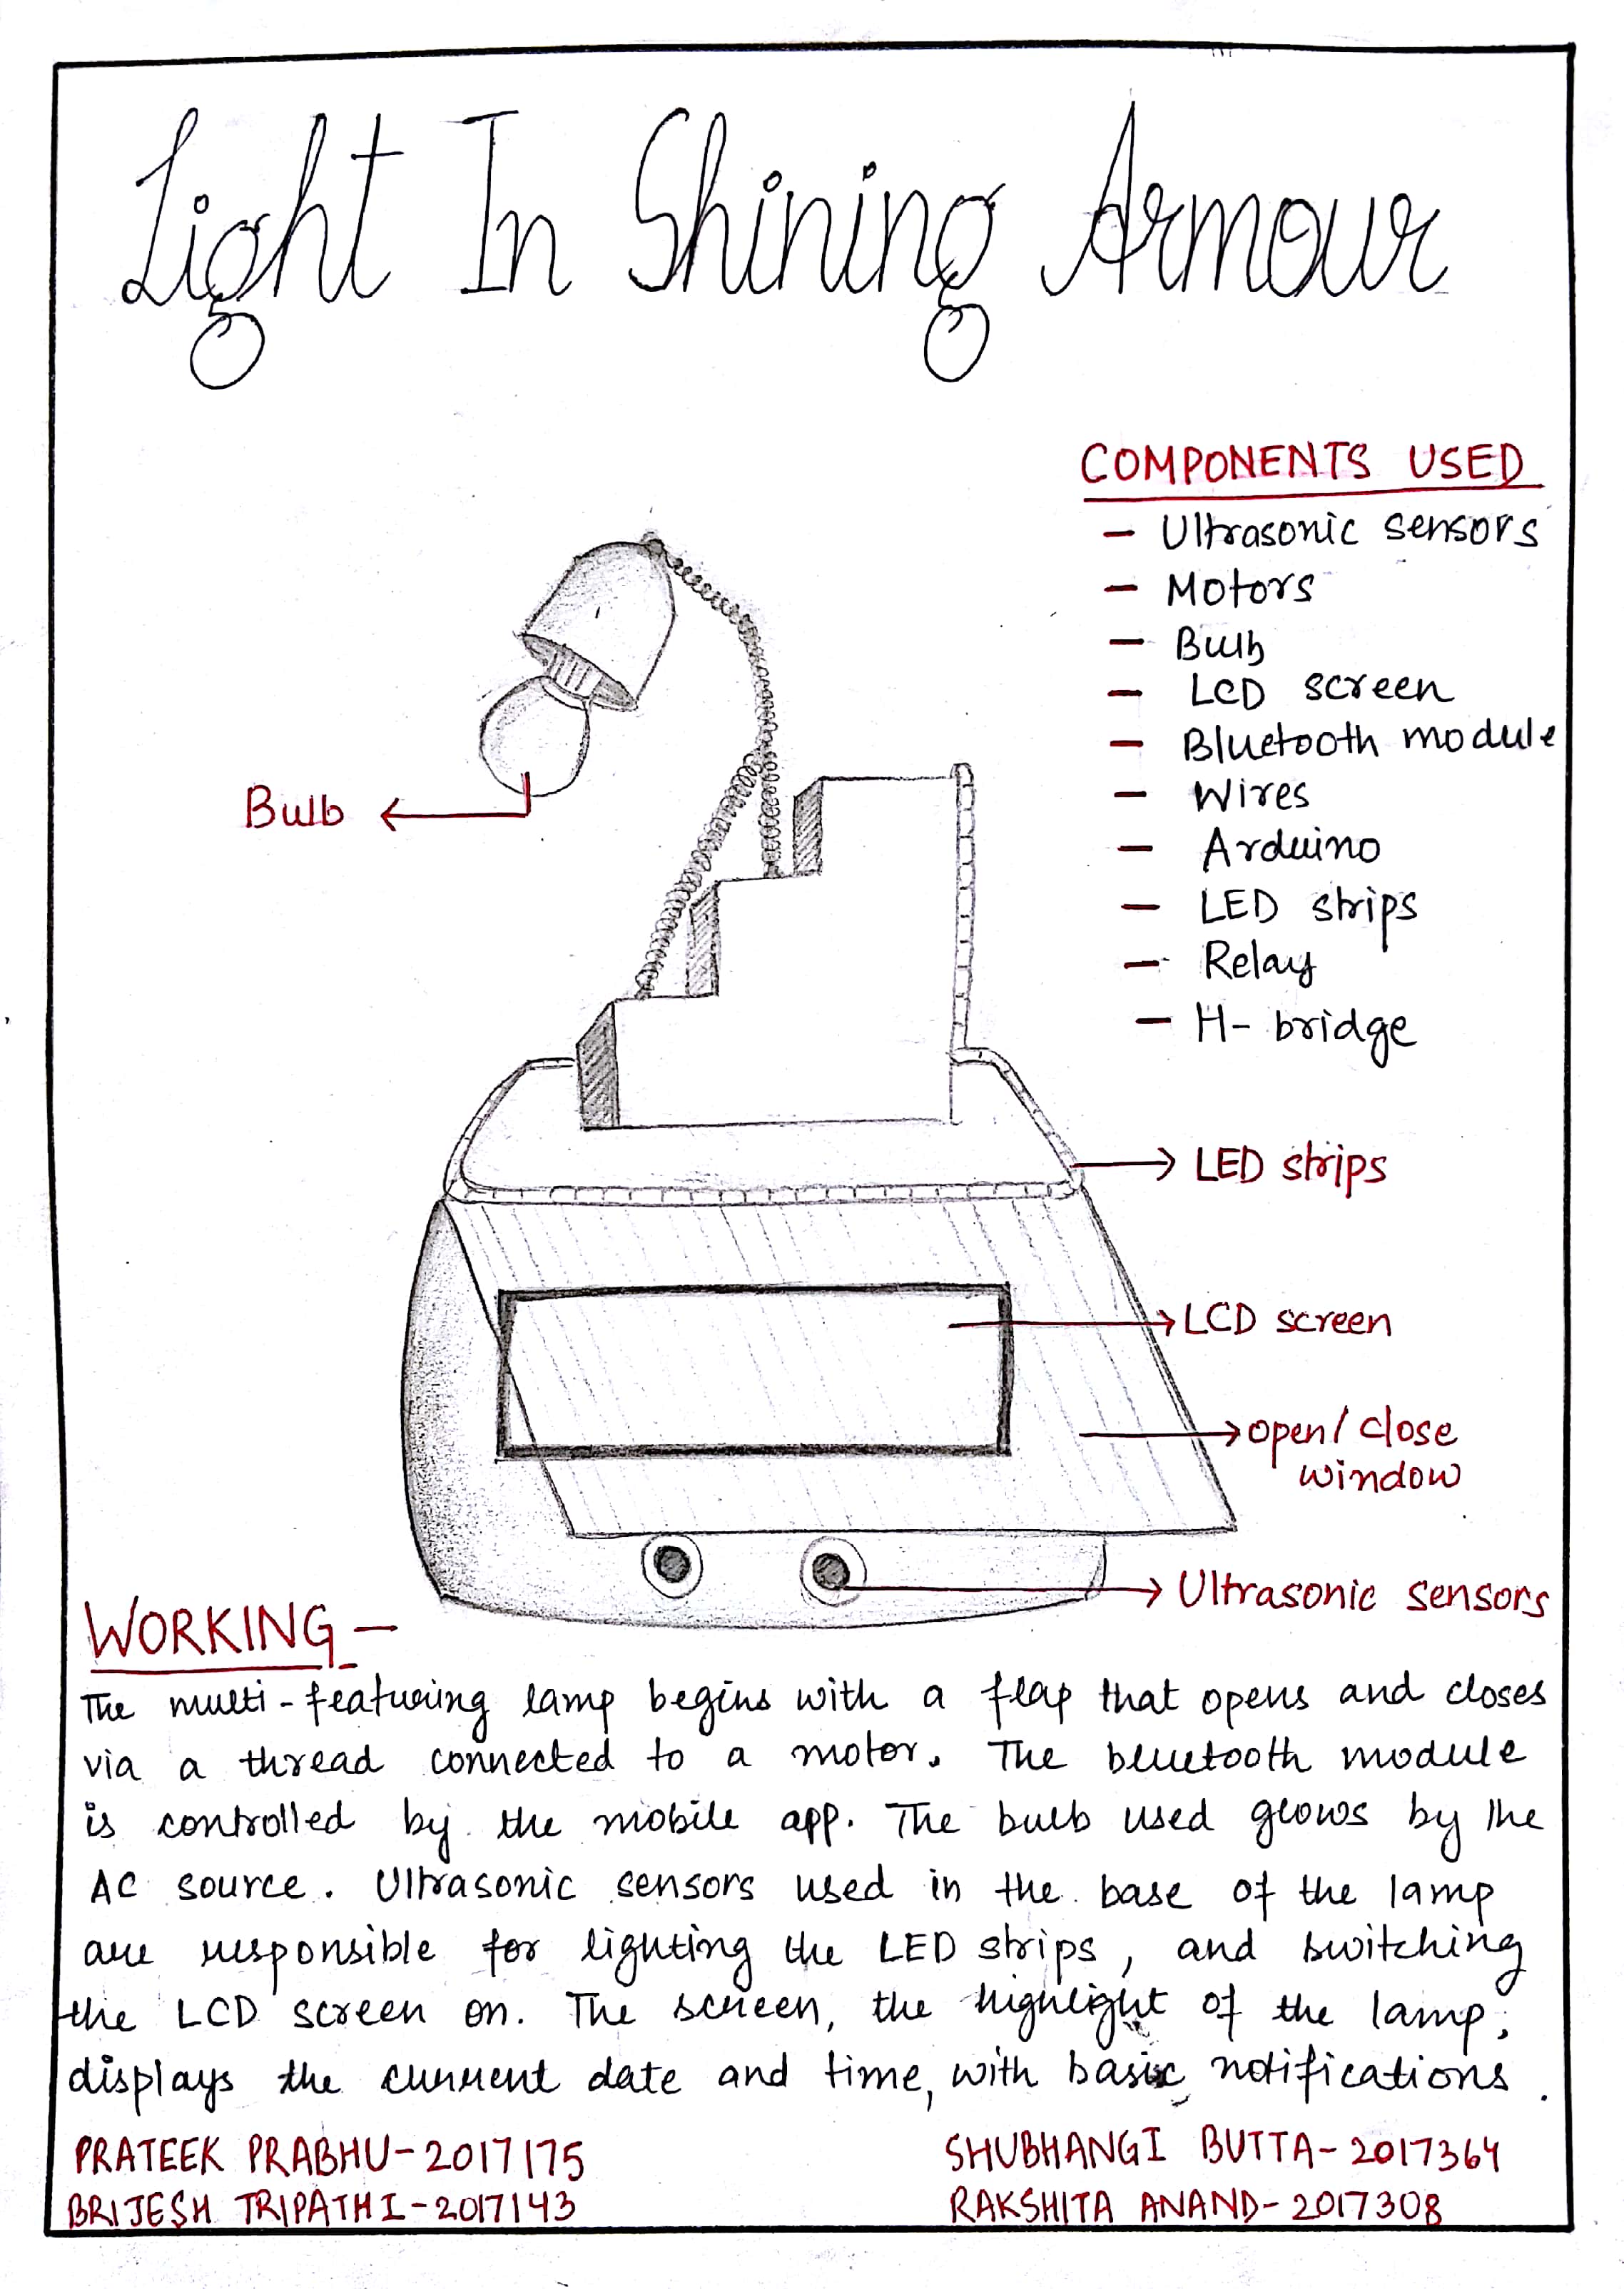 Light In Shining Armour
COMPONENTS USED
- Ultrasonic sensors
- Motors
- Bulb
- LCD screen
- Bluetooth module
- Wires
- Arduino
- LED strips
- Relay
- H-bridge
Bulb
LED strips
LCD screen
open/close
window
Ultrasonic sensors
WORKING -
The multi-featuring lamp begins with a flap that opens and closes
via a thread connected to a motor. The bluetooth module
is controlled by the mobile app. The bulb used glows by the
AC source. Ultrasonic sensors used in the base of the lamp
are responsible for lighting the LED strips, and switching
the LCD screen on. The screen, the highlight of the lamp,
displays the current date and time, with basic notifications.
PRATEEK PRABHU-2017175
BRIJESH TRIPATHI-2017143
SHUBHANGI BUTTA-2017364
RAKSHITA ANAND-2017308